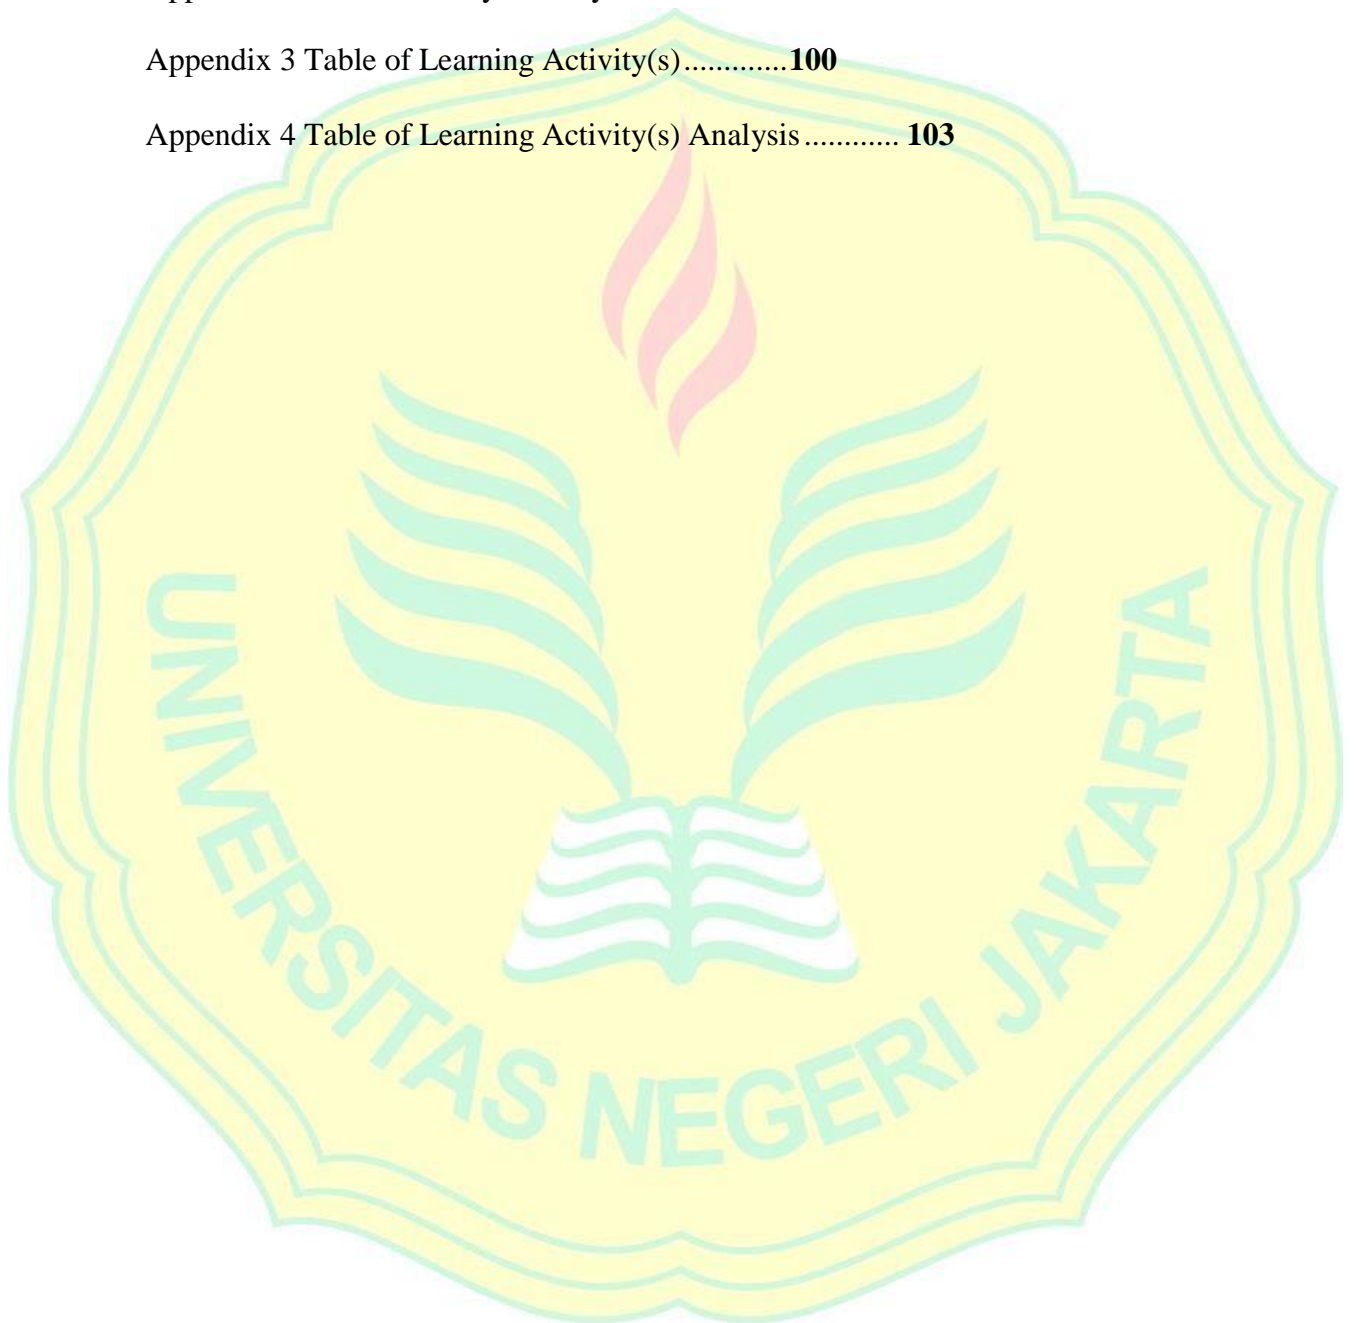 Appendix 3 Table of Learning Activity(s).............100
Appendix 4 Table of Learning Activity(s) Analysis............ 103
UNIVERSITAS NEGERI JAKARTA